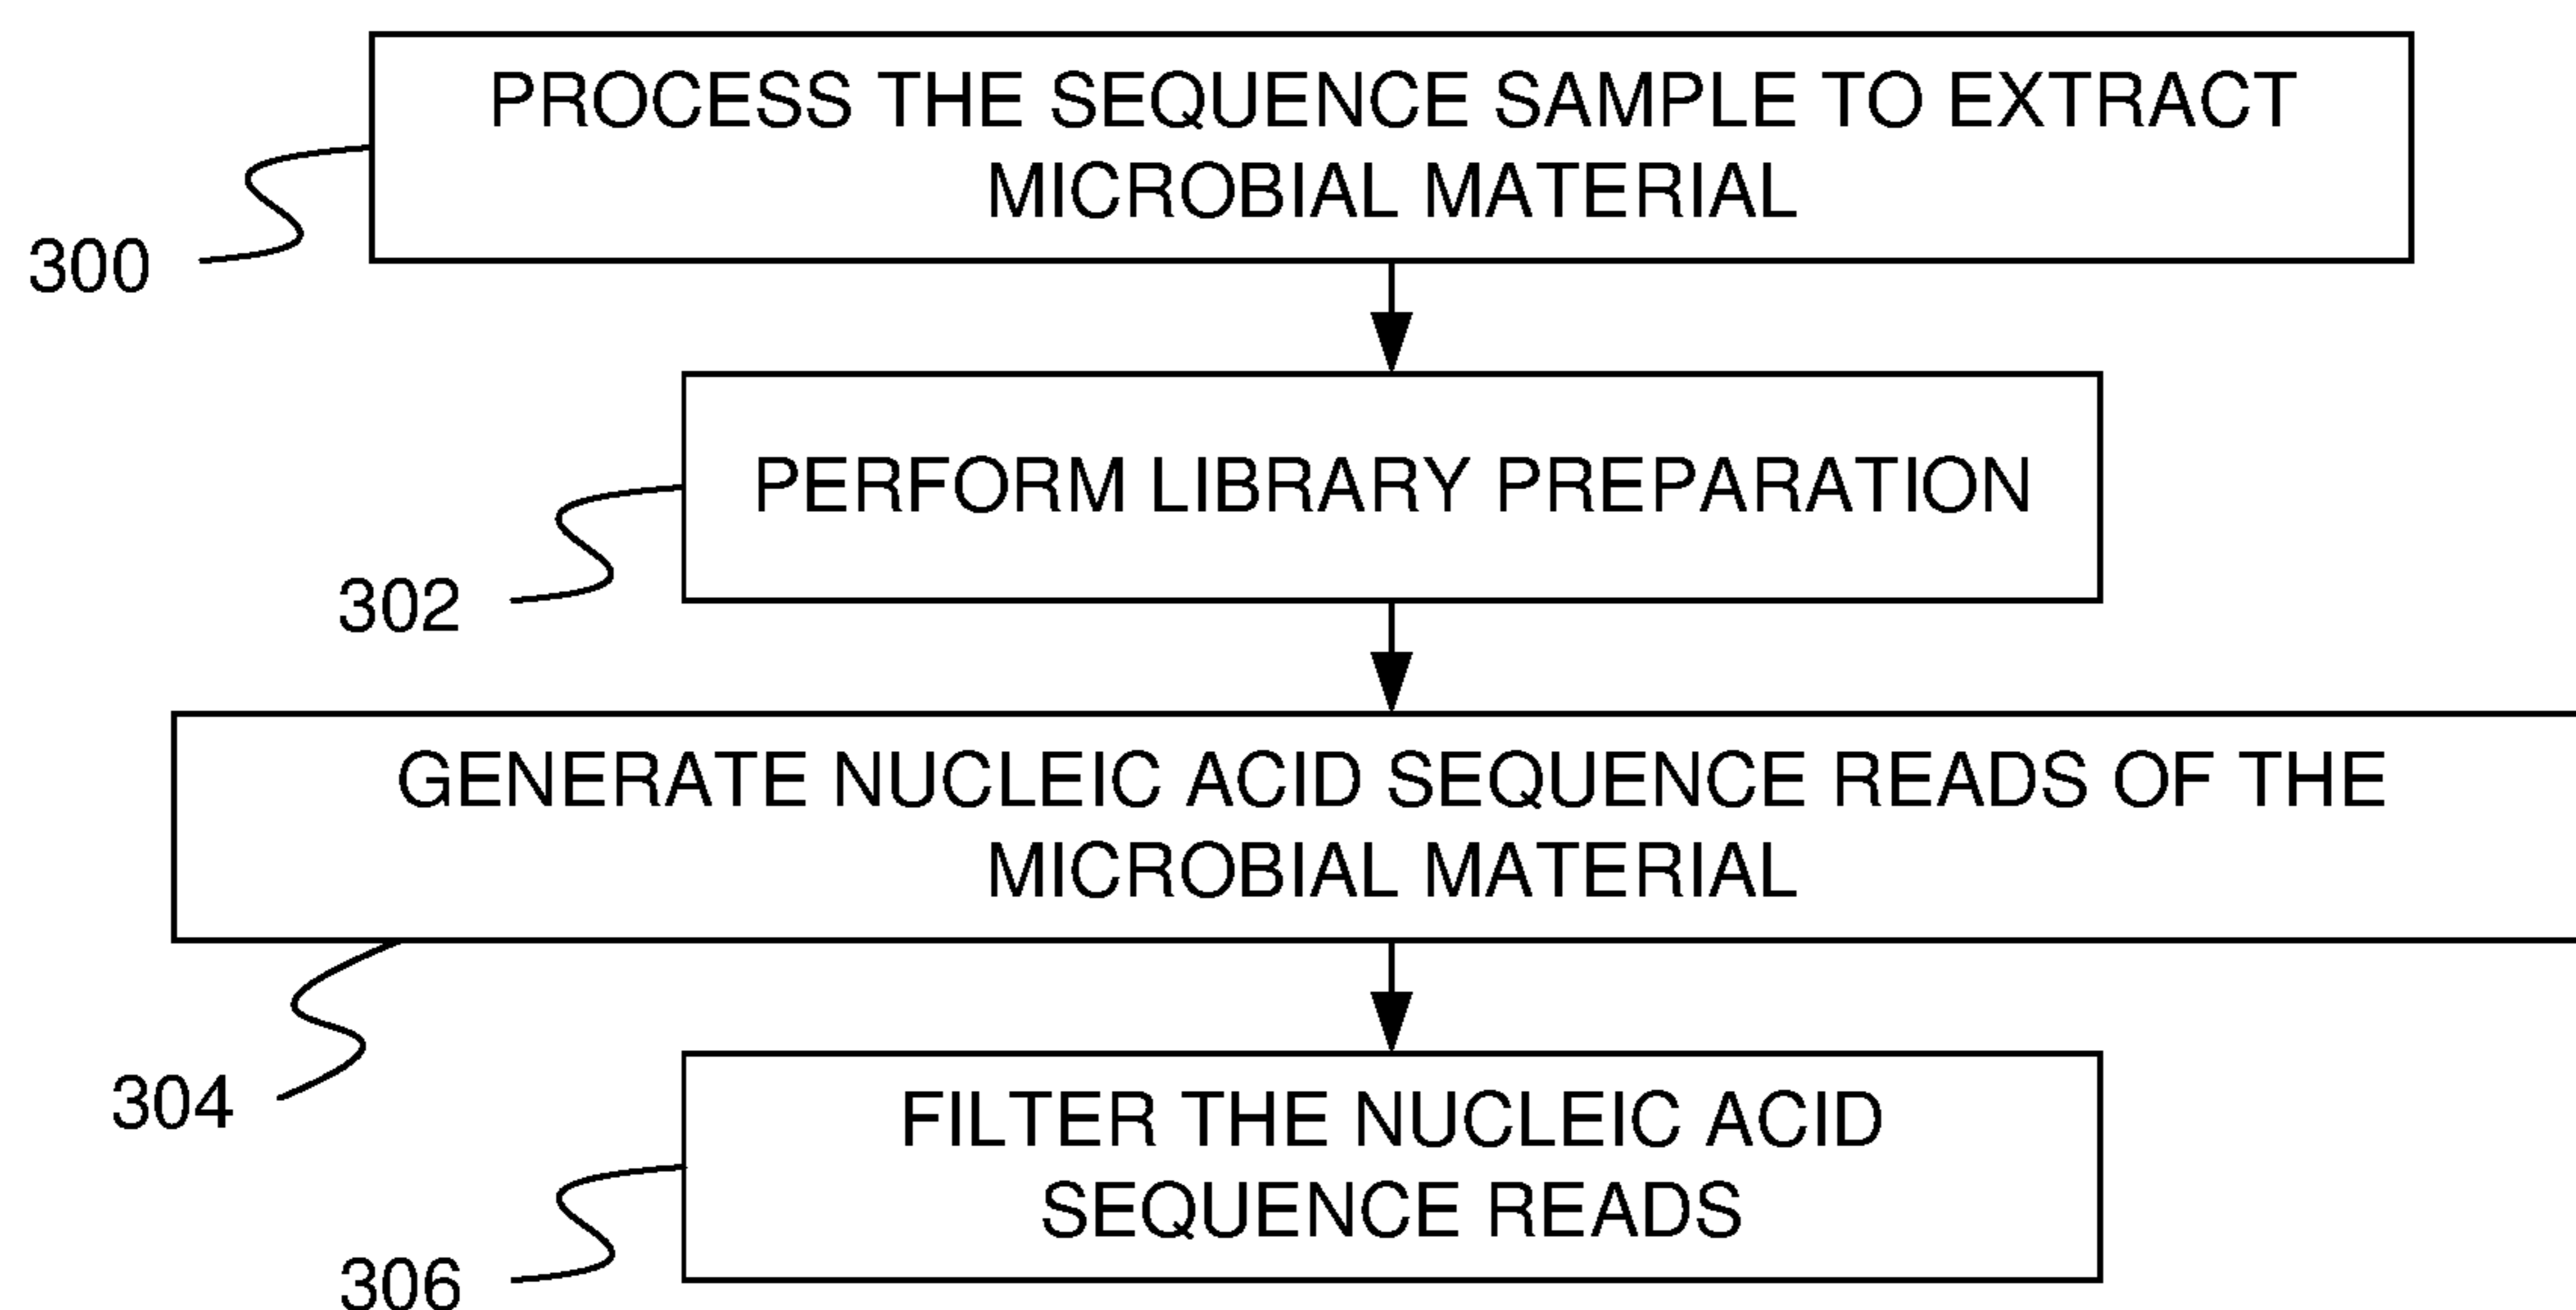 PROCESS THE SEQUENCE SAMPLE TO EXTRACT
MICROBIAL MATERIAL
300
PERFORM LIBRARY PREPARATION
302
GENERATE NUCLEIC ACID SEQUENCE READS OF THE
MICROBIAL MATERIAL
304
FILTER THE NUCLEIC ACID
SEQUENCE READS
306